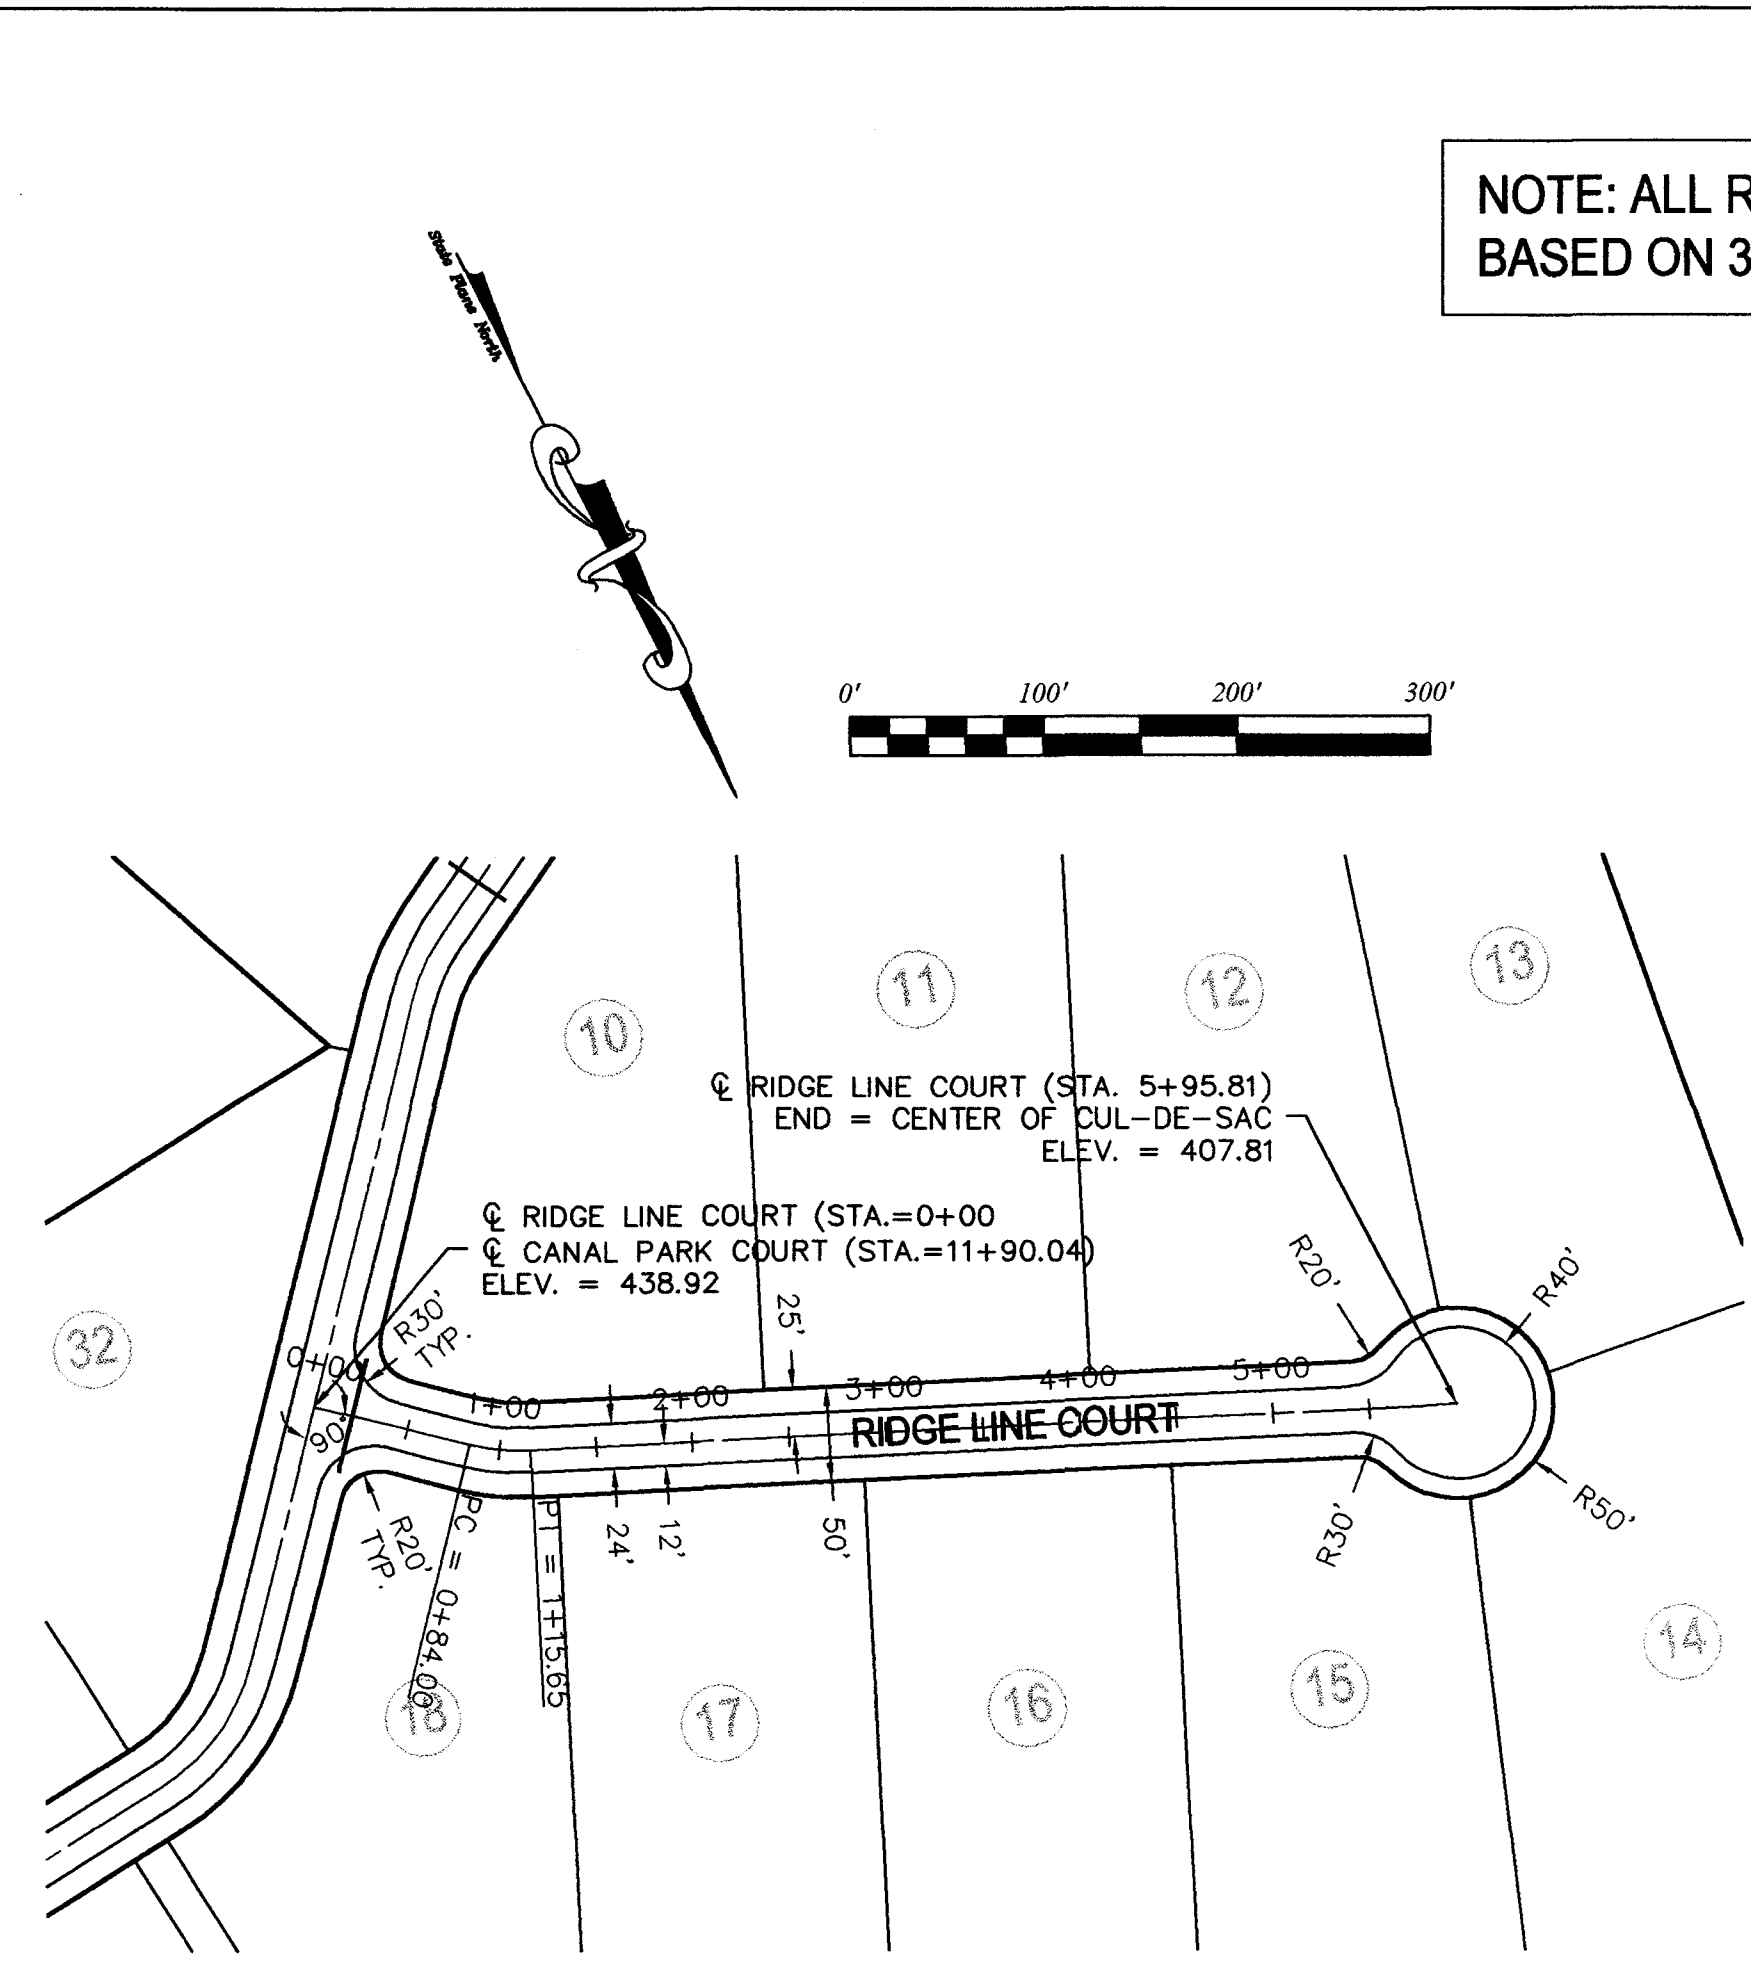 NOTE: ALL R
BASED ON 3
State Plane North
0' 100' 200' 300'
13
11
12
10
℄ RIDGE LINE COURT (STA. 5+95.81)
END = CENTER OF CUL-DE-SAC
ELEV. = 407.81
℄ RIDGE LINE COURT (STA.=0+00
℄ CANAL PARK COURT (STA.=11+90.04)
ELEV. = 438.92
R20'
R40'
25'
R30'
TYP.
32
0+00
1+00
2+00
3+00
4+00
5+00
90°
RIDGE LINE COURT
R20'
TYP.
PC = 0+84.00
PT = 1+15.65
24'
12'
50'
R30'
R50'
18
17
16
15
14